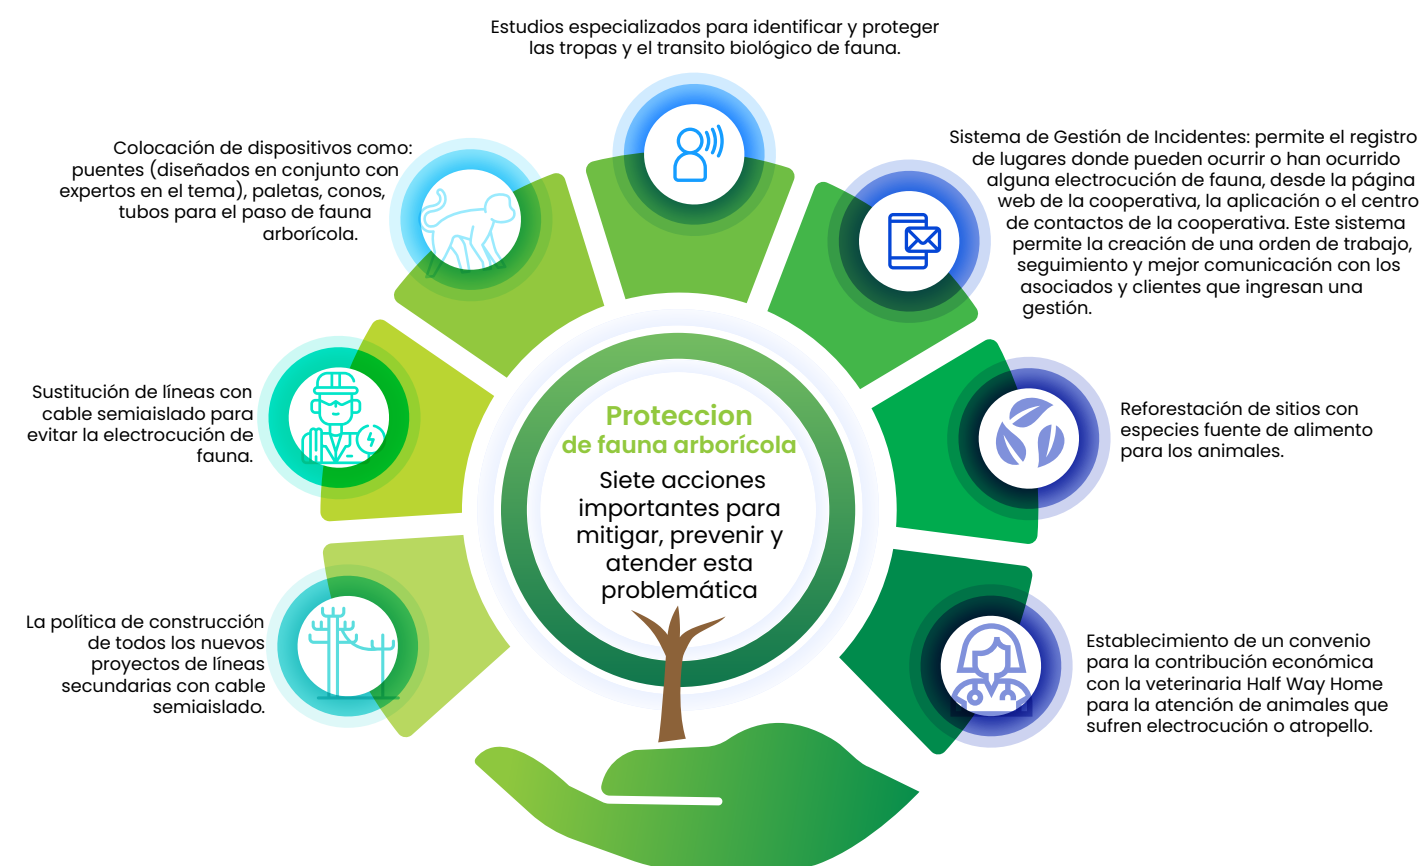 Estudios especializados para identificar y proteger
las tropas y el transito biológico de fauna.
Colocación de dispositivos como:
puentes (diseñados en conjunto con
expertos en el tema), paletas, conos,
tubos para el paso de fauna
arborícola.
Sistema de Gestión de Incidentes: permite el registro
de lugares donde pueden ocurrir o han ocurrido
alguna electrocución de fauna, desde la página
web de la cooperativa, la aplicación o el centro
de contactos de la cooperativa. Este sistema
permite la creación de una orden de trabajo,
seguimiento y mejor comunicación con los
asociados y clientes que ingresan una
gestión.
Sustitución de líneas con
cable semiaislado para
evitar la electrocución de
fauna.
Reforestación de sitios con
especies fuente de alimento
para los animales.
Proteccion
de fauna arborícola
Siete acciones
importantes para
mitigar, prevenir y
atender esta
problemática
La política de construcción
de todos los nuevos
proyectos de líneas
secundarias con cable
semiaislado.
Establecimiento de un convenio
para la contribución económica
con la veterinaria Half Way Home
para la atención de animales que
sufren electrocución o atropello.